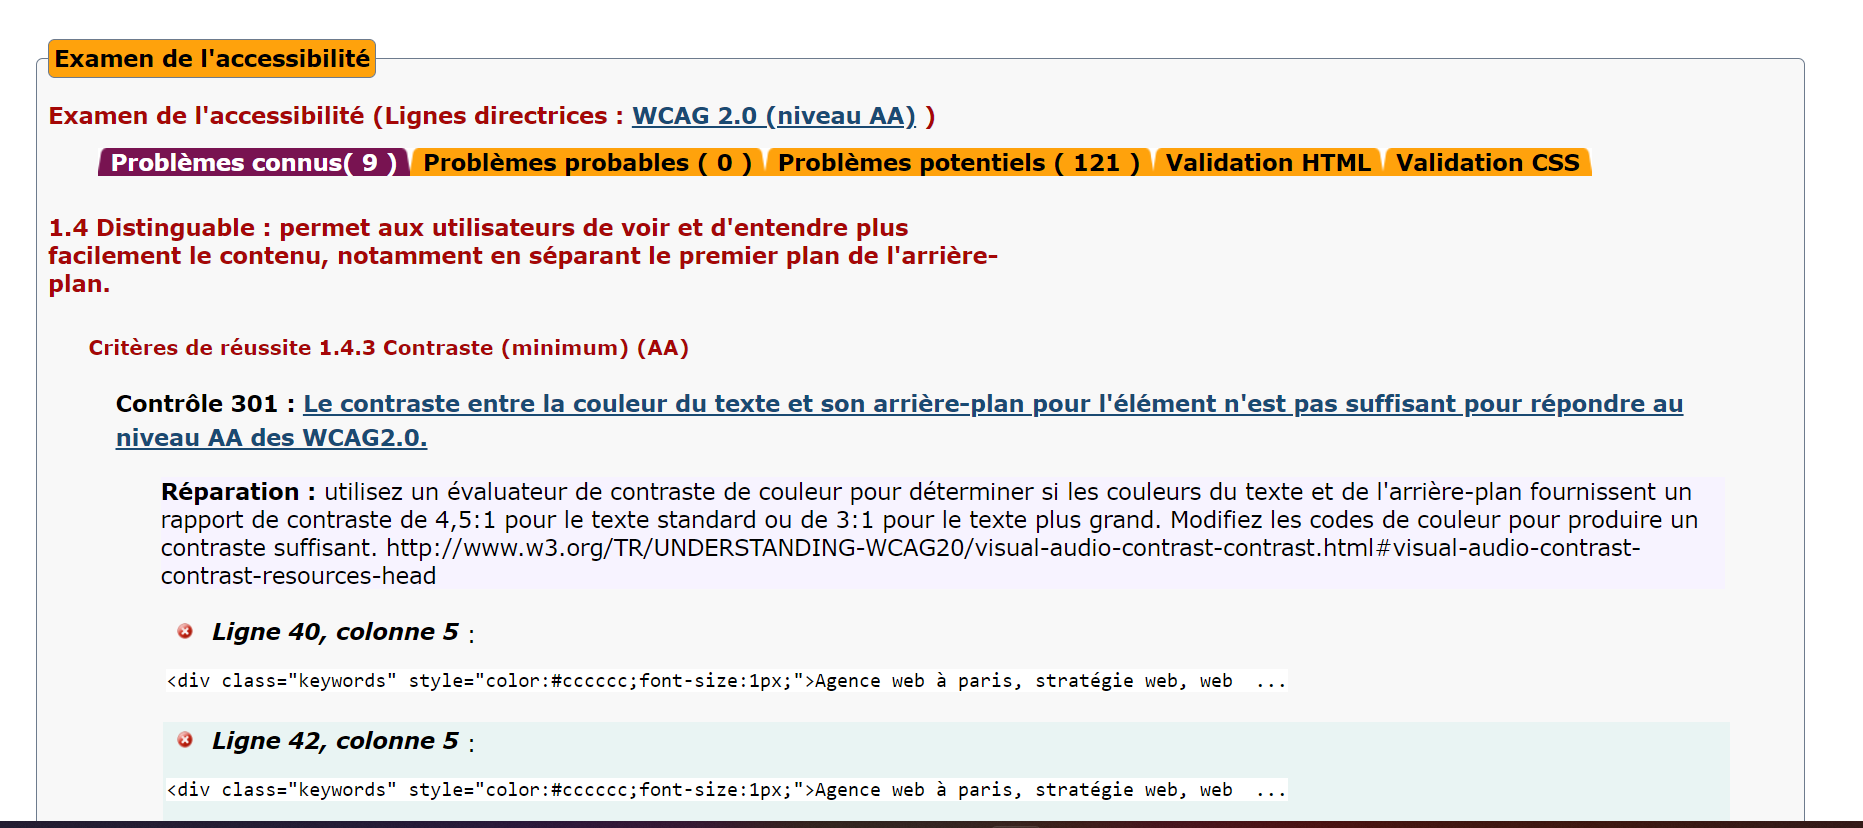 Examen de l'accessibilité
Examen de l'accessibilité (Lignes directrices : WCAG 2.0 (niveau AA) )
Problèmes connus( 9 ) Problèmes probables ( 0 ) Problèmes potentiels ( 121 ) Validation HTML Validation CSS
1.4 Distinguable : permet aux utilisateurs de voir et d'entendre plus
facilement le contenu, notamment en séparant le premier plan de l'arrière-
plan.
Critères de réussite 1.4.3 Contraste (minimum) (AA)
Contrôle 301 : Le contraste entre la couleur du texte et son arrière-plan pour l'élément n'est pas suffisant pour répondre au
niveau AA des WCAG2.0.
Réparation : utilisez un évaluateur de contraste de couleur pour déterminer si les couleurs du texte et de l'arrière-plan fournissent un
rapport de contraste de 4,5:1 pour le texte standard ou de 3:1 pour le texte plus grand. Modifiez les codes de couleur pour produire un
contraste suffisant. http://www.w3.org/TR/UNDERSTANDING-WCAG20/visual-audio-contrast-contrast.html#visual-audio-contrast-
contrast-resources-head
Ligne 40, colonne 5 :
<div class="keywords" style="color:#cccccc;font-size:1px;">Agence web à paris, stratégie web, web  ...
Ligne 42, colonne 5 :
<div class="keywords" style="color:#cccccc;font-size:1px;">Agence web à paris, stratégie web, web  ...